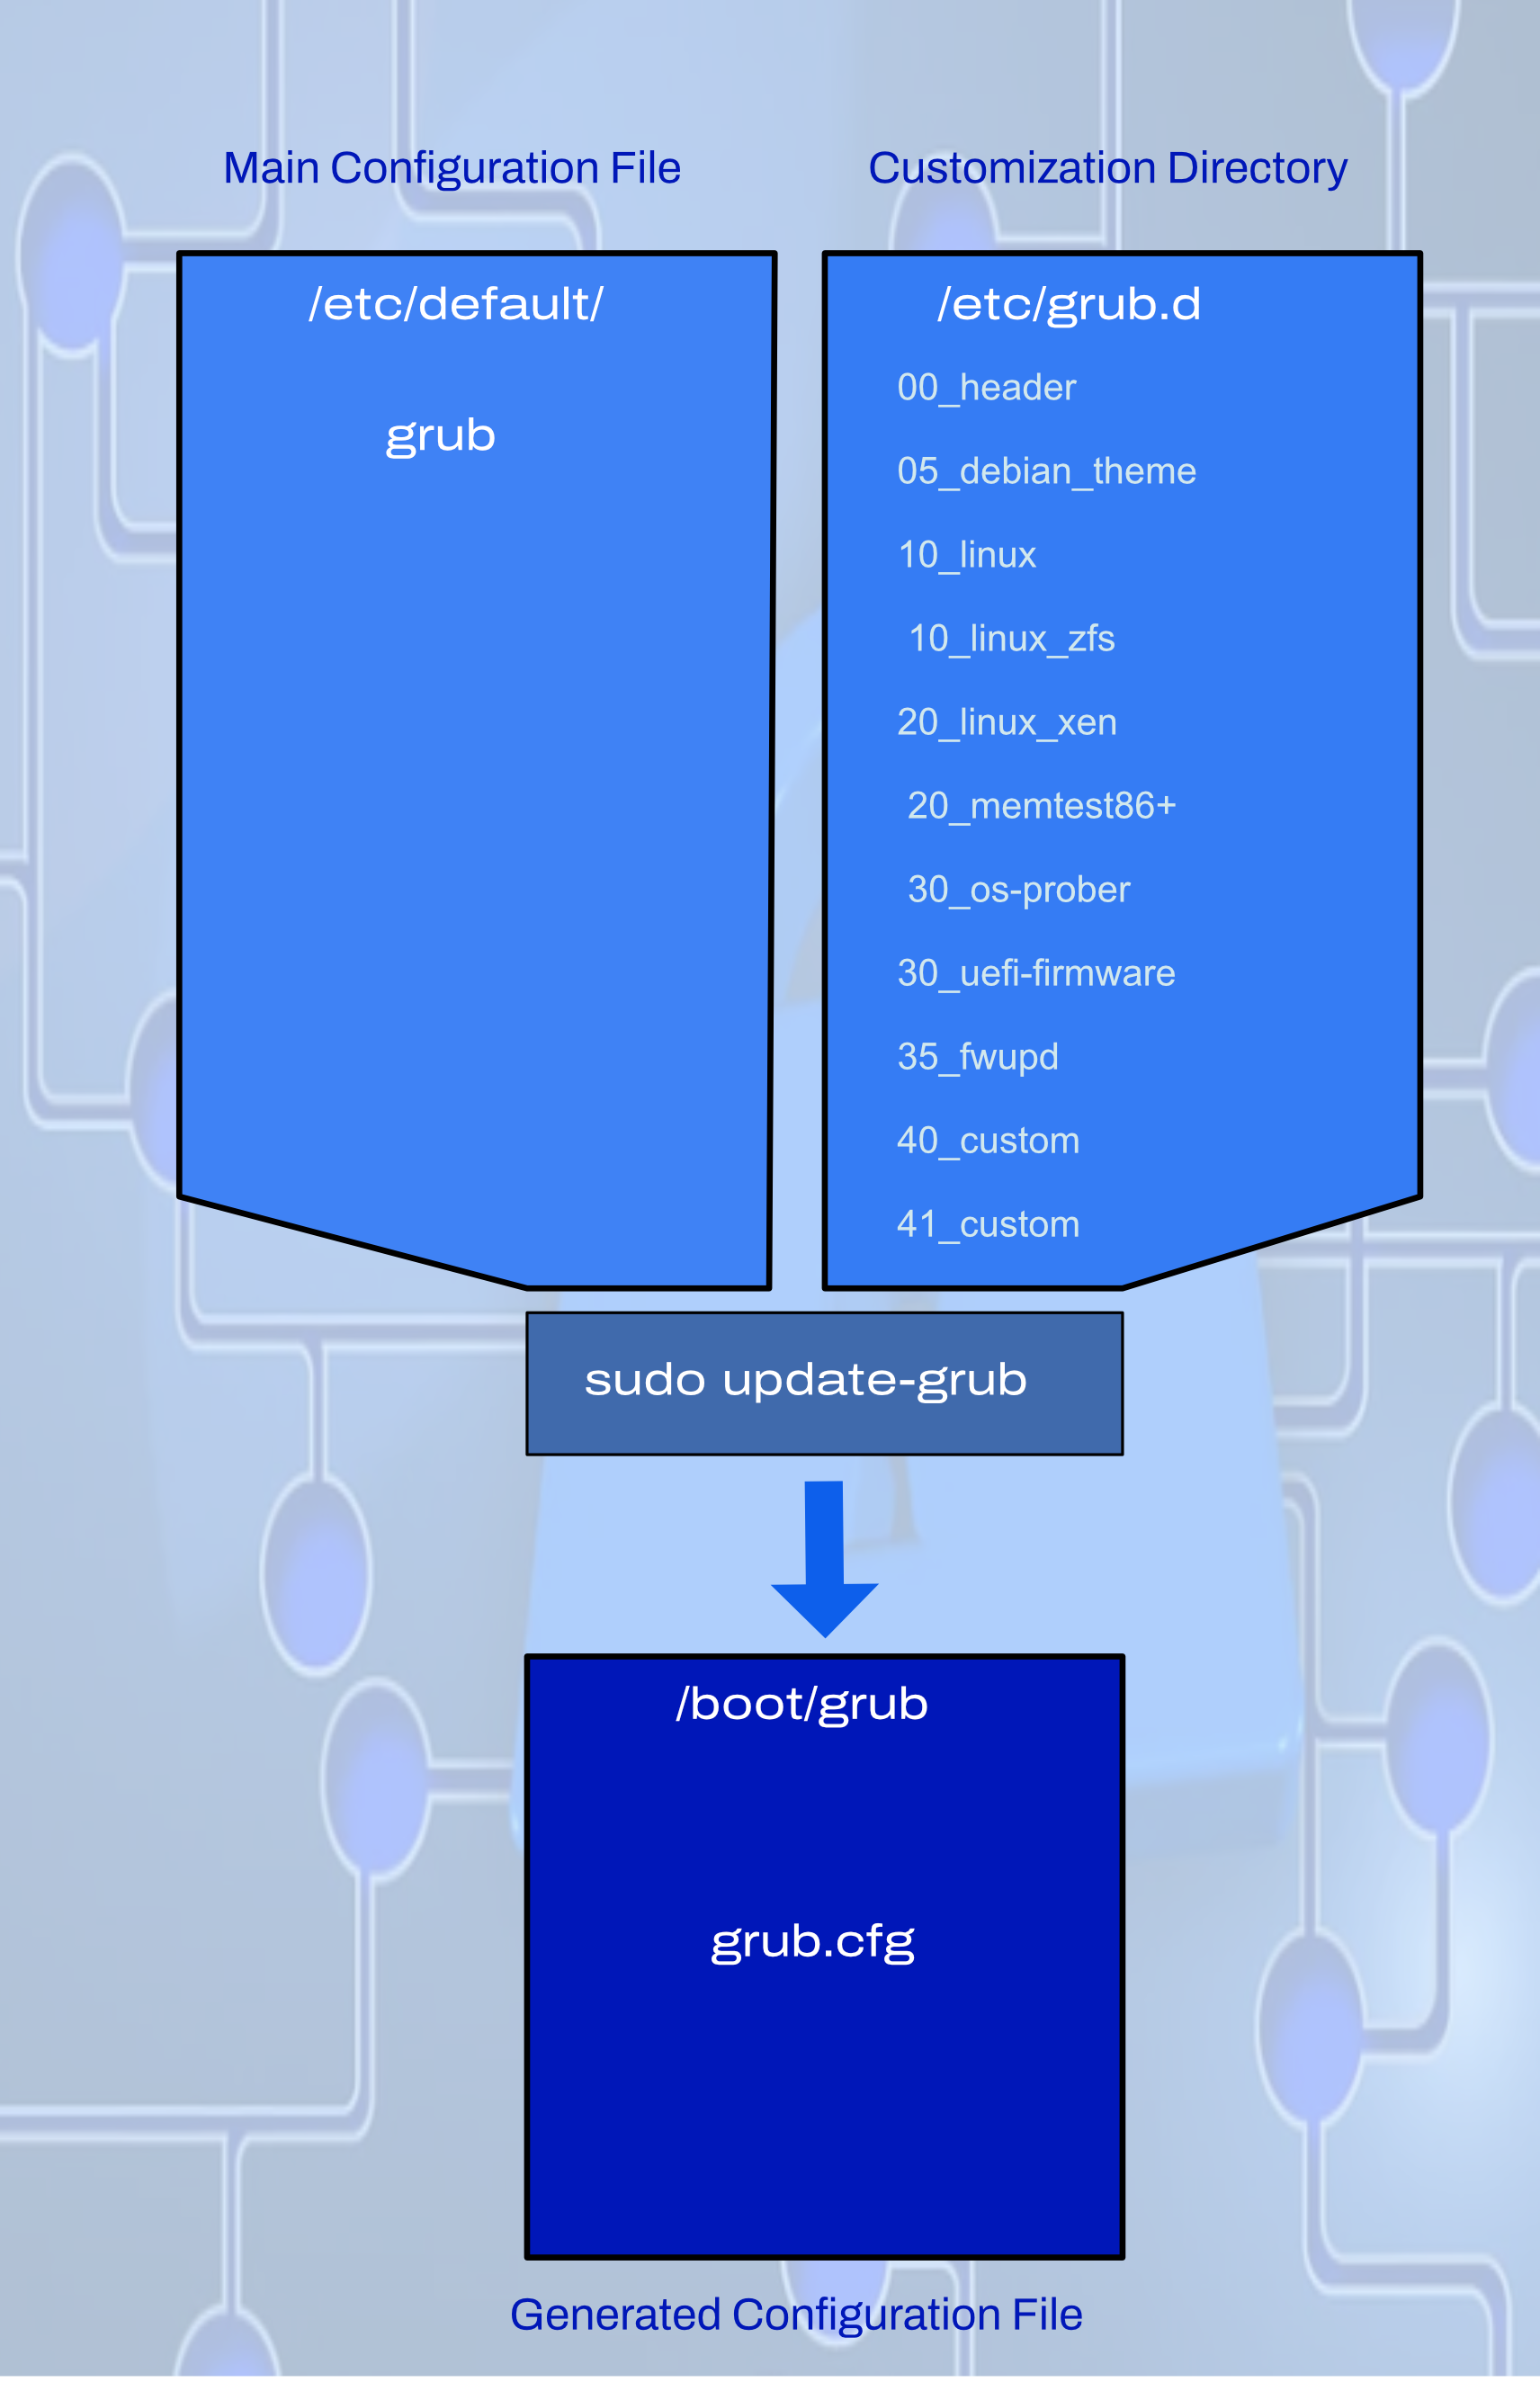 Main Configuration File
Customization Directory
/etc/default/
grub
/etc/grub.d
00_header
05_debian_theme
10_linux
10_linux_zfs
20_linux_xen
20_memtest86+
30_os-prober
30_uefi-firmware
35_fwupd
40_custom
41_custom
sudo update-grub
/boot/grub
grub.cfg
Generated Configuration File